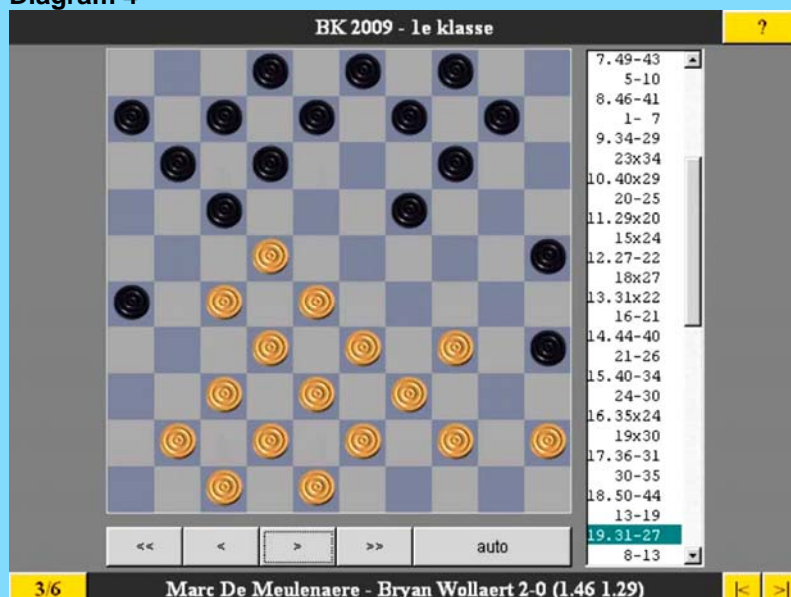 Diagram 4
BK 2009 - 1e klasse
?
7.49-43
5-10
8.46-41
1- 7
9.34-29
23x34
10.40x29
20-25
11.29x20
15x24
12.27-22
18x27
13.31x22
16-21
14.44-40
21-26
15.40-34
24-30
16.35x24
19x30
17.36-31
30-35
18.50-44
13-19
19.31-27
8-13
<<
<
>
>>
auto
3/6
Marc De Meulenaere - Bryan Wollaert 2-0 (1.46 1.29)
|<
>|